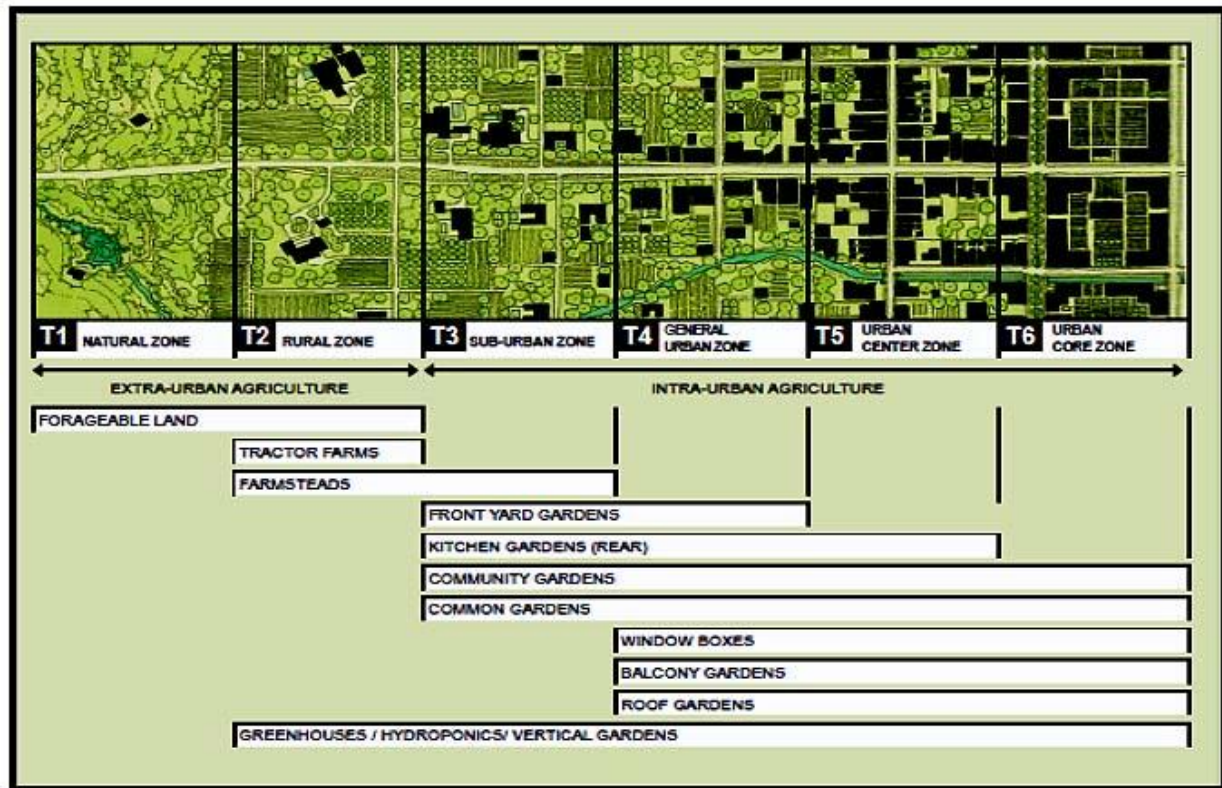 T1 NATURAL ZONE
T2 RURAL ZONE
T3 SUB-URBAN ZONE
T4 GENERAL URBAN ZONE
T5 URBAN CENTER ZONE
T6 URBAN CORE ZONE
EXTRA-URBAN AGRICULTURE
INTRA-URBAN AGRICULTURE
FORAGEABLE LAND
TRACTOR FARMS
FARMSTEADS
FRONT YARD GARDENS
KITCHEN GARDENS (REAR)
COMMUNITY GARDENS
COMMON GARDENS
WINDOW BOXES
BALCONY GARDENS
ROOF GARDENS
GREENHOUSES / HYDROPONICS/ VERTICAL GARDENS